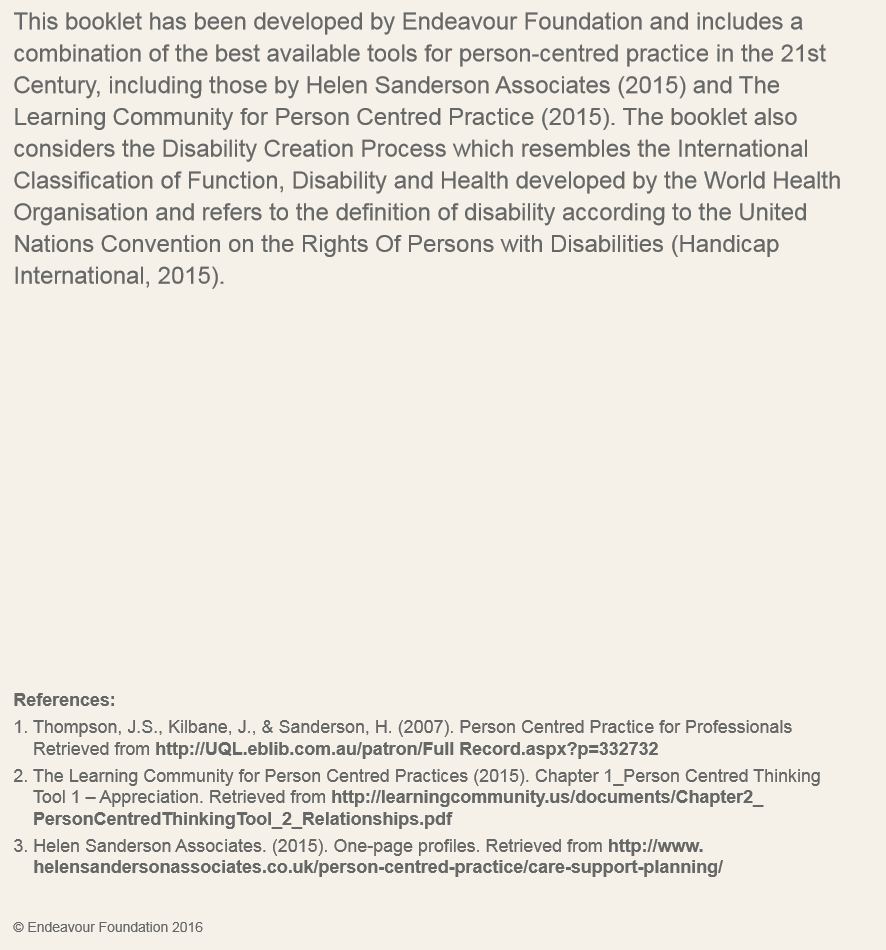 This booklet has been developed by Endeavour Foundation and includes a
combination of the best available tools for person-centred practice in the 21st
Century, including those by Helen Sanderson Associates (2015) and The
Learning Community for Person Centred Practice (2015). The booklet also
considers the Disability Creation Process which resembles the International
Classification of Function, Disability and Health developed by the World Health
Organisation and refers to the definition of disability according to the United
Nations Convention on the Rights Of Persons with Disabilities (Handicap
International, 2015).
References:
1. Thompson, J.S., Kilbane, J., & Sanderson, H. (2007). Person Centred Practice for Professionals
Retrieved from http://UQL.eblib.com.au/patron/Full Record.aspx?p=332732
2. The Learning Community for Person Centred Practices (2015). Chapter 1_Person Centred Thinking
Tool 1 – Appreciation. Retrieved from http://learningcommunity.us/documents/Chapter2_
PersonCentredThinkingTool_2_Relationships.pdf
3. Helen Sanderson Associates. (2015). One-page profiles. Retrieved from http://www.
helensandersonassociates.co.uk/person-centred-practice/care-support-planning/
© Endeavour Foundation 2016